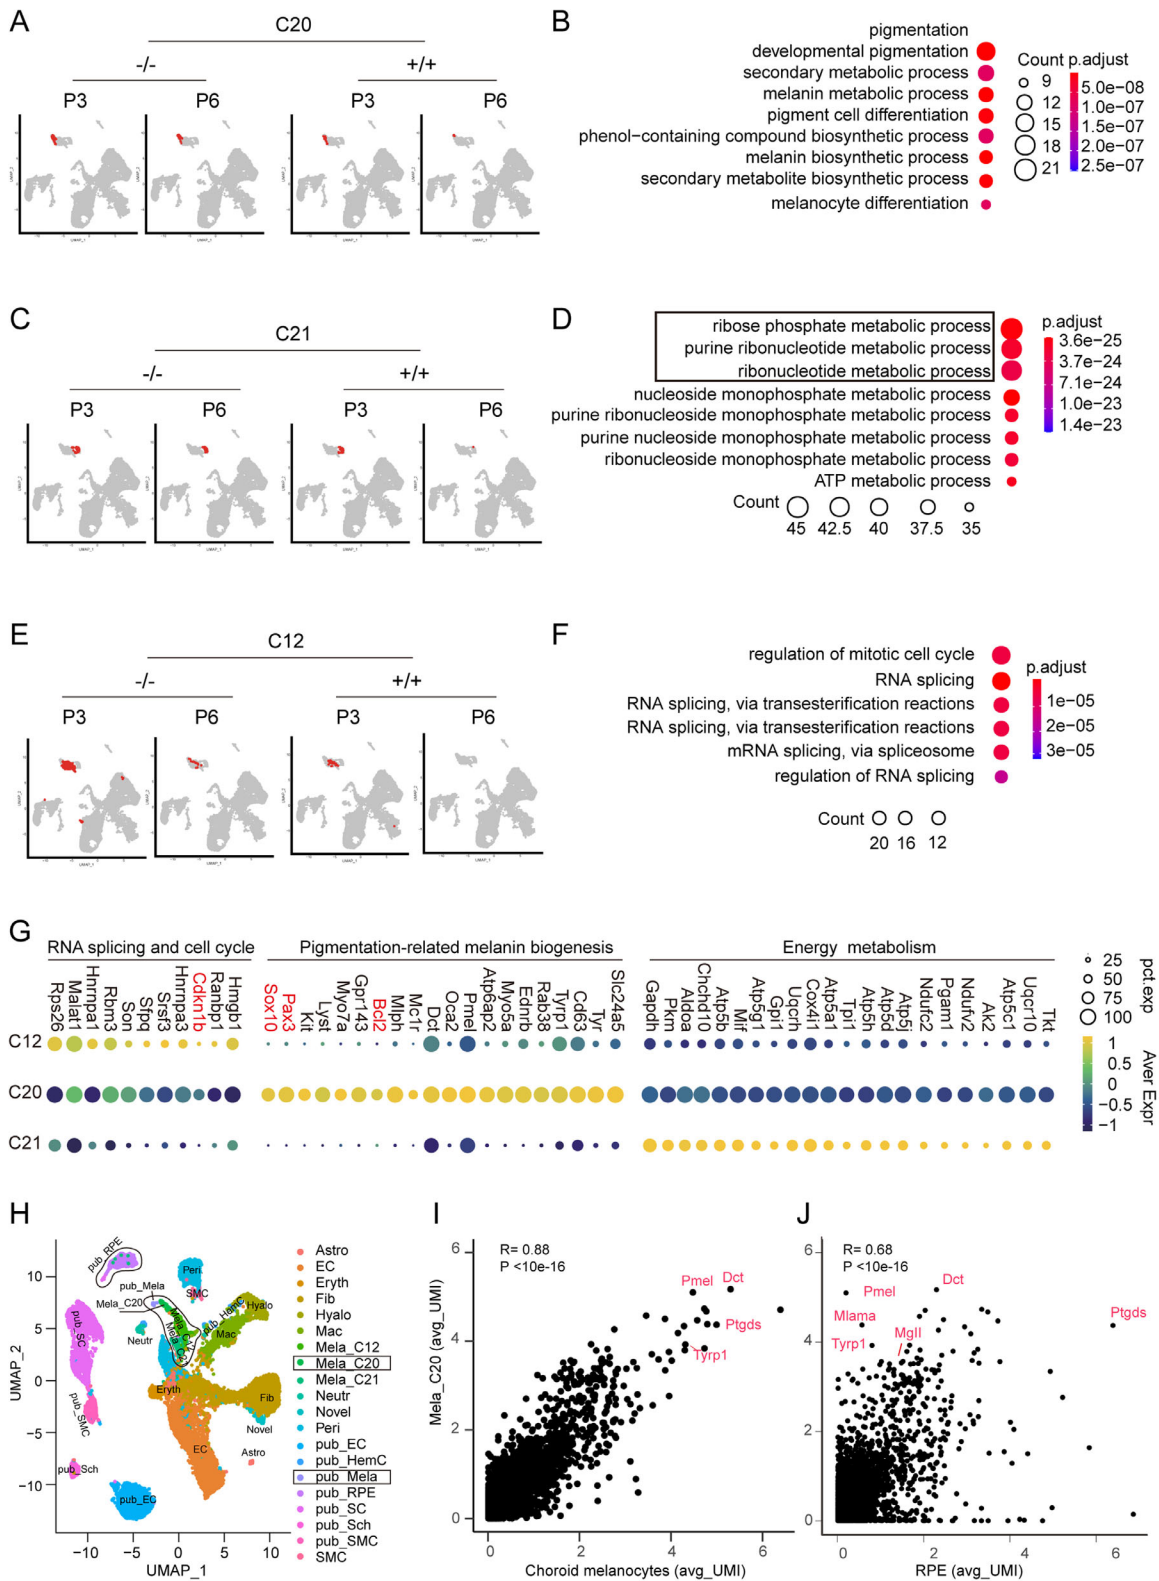 A
C20
-/-
+/+
P3
P6
P3
P6
UMAP_2
UMAP_1
UMAP_1
UMAP_1
UMAP_1
B
pigmentation
developmental pigmentation
secondary metabolic process
melanin metabolic process
pigment cell differentiation
phenol-containing compound biosynthetic process
melanin biosynthetic process
secondary metabolite biosynthetic process
melanocyte differentiation
Count
9
12
15
18
21
p.adjust
5.0e-08
1.0e-07
1.5e-07
2.0e-07
2.5e-07
C
C21
-/-
+/+
P3
P6
P3
P6
UMAP_1
UMAP_1
UMAP_1
UMAP_1
D
ribose phosphate metabolic process
purine ribonucleotide metabolic process
ribonucleotide metabolic process
nucleoside monophosphate metabolic process
purine ribonucleoside monophosphate metabolic process
purine nucleoside monophosphate metabolic process
ribonucleoside monophosphate metabolic process
ATP metabolic process
Count
45 42.5 40 37.5 35
p.adjust
3.6e-25
3.7e-24
7.1e-24
1.0e-23
1.4e-23
E
C12
-/-
+/+
P3
P6
P3
P6
UMAP_1
UMAP_1
UMAP_1
UMAP_1
F
regulation of mitotic cell cycle
RNA splicing
RNA splicing, via transesterification reactions
RNA splicing, via transesterification reactions
mRNA splicing, via spliceosome
regulation of RNA splicing
Count
20 16 12
p.adjust
1e-05
2e-05
3e-05
G
RNA splicing and cell cycle
Pigmentation-related melanin biogenesis
Energy metabolism
Rps26
Malat1
Hnrnpa1
Rbm3
Son
Sfpq
Srsf3
Hnrnpa3
Cdkn1b
Ranbp1
Hmgb1
Sox10
Pax3
Kit
Lyst
Myo7a
Gpr143
Bcl2
Mlph
Mc1r
Dct
Oca2
Pmel
Atp6ap2
Myo5a
Ednrb
Rab38
Tyrp1
Cd63
Tyr
Slc24a5
Gapdh
Pkm
Aldoa
Chchd10
Atp5b
Mif
Atp5g1
Gpi1
Uqcrh
Cox4i1
Tpi1
Atp5h
Atp5d
Atp5j
Ndufc2
Pgam1
Ndufv2
Ak2
Atp5c1
Uqcr10
Tkt
C12
C20
C21
pct.exp
25
50
75
100
Aver Expr
1
0.5
0
−0.5
−1
H
UMAP_2
10
5
0
−5
−10
−10 −5 0 5 10
UMAP_1
pub_RPE
pub_Mela
Mela_C20
pub_SC
pub_SMC
pub_Sch
pub_EC
Peri
SMC
pub_HemC
Hyalo
Mac
Neutr
Mela_C12
Mela_C21
Eryth
Fib
Novel
EC
Astro
Astro
EC
Eryth
Fib
Hyalo
Mac
Mela_C12
Mela_C20
Mela_C21
Neutr
Novel
Peri
pub_EC
pub_HemC
pub_Mela
pub_RPE
pub_SC
pub_Sch
pub_SMC
SMC
I
R= 0.88
P <10e-16
Mela_C20 (avg_UMI)
6
4
2
0
0 2 4 6
Choroid melanocytes (avg_UMI)
Pmel
Dct
Ptgds
Tyrp1
J
R= 0.68
P <10e-16
6
4
2
0
0 2 4 6
RPE (avg_UMI)
Dct
Pmel
Mlama
Tyrp1
MgII
Ptgds